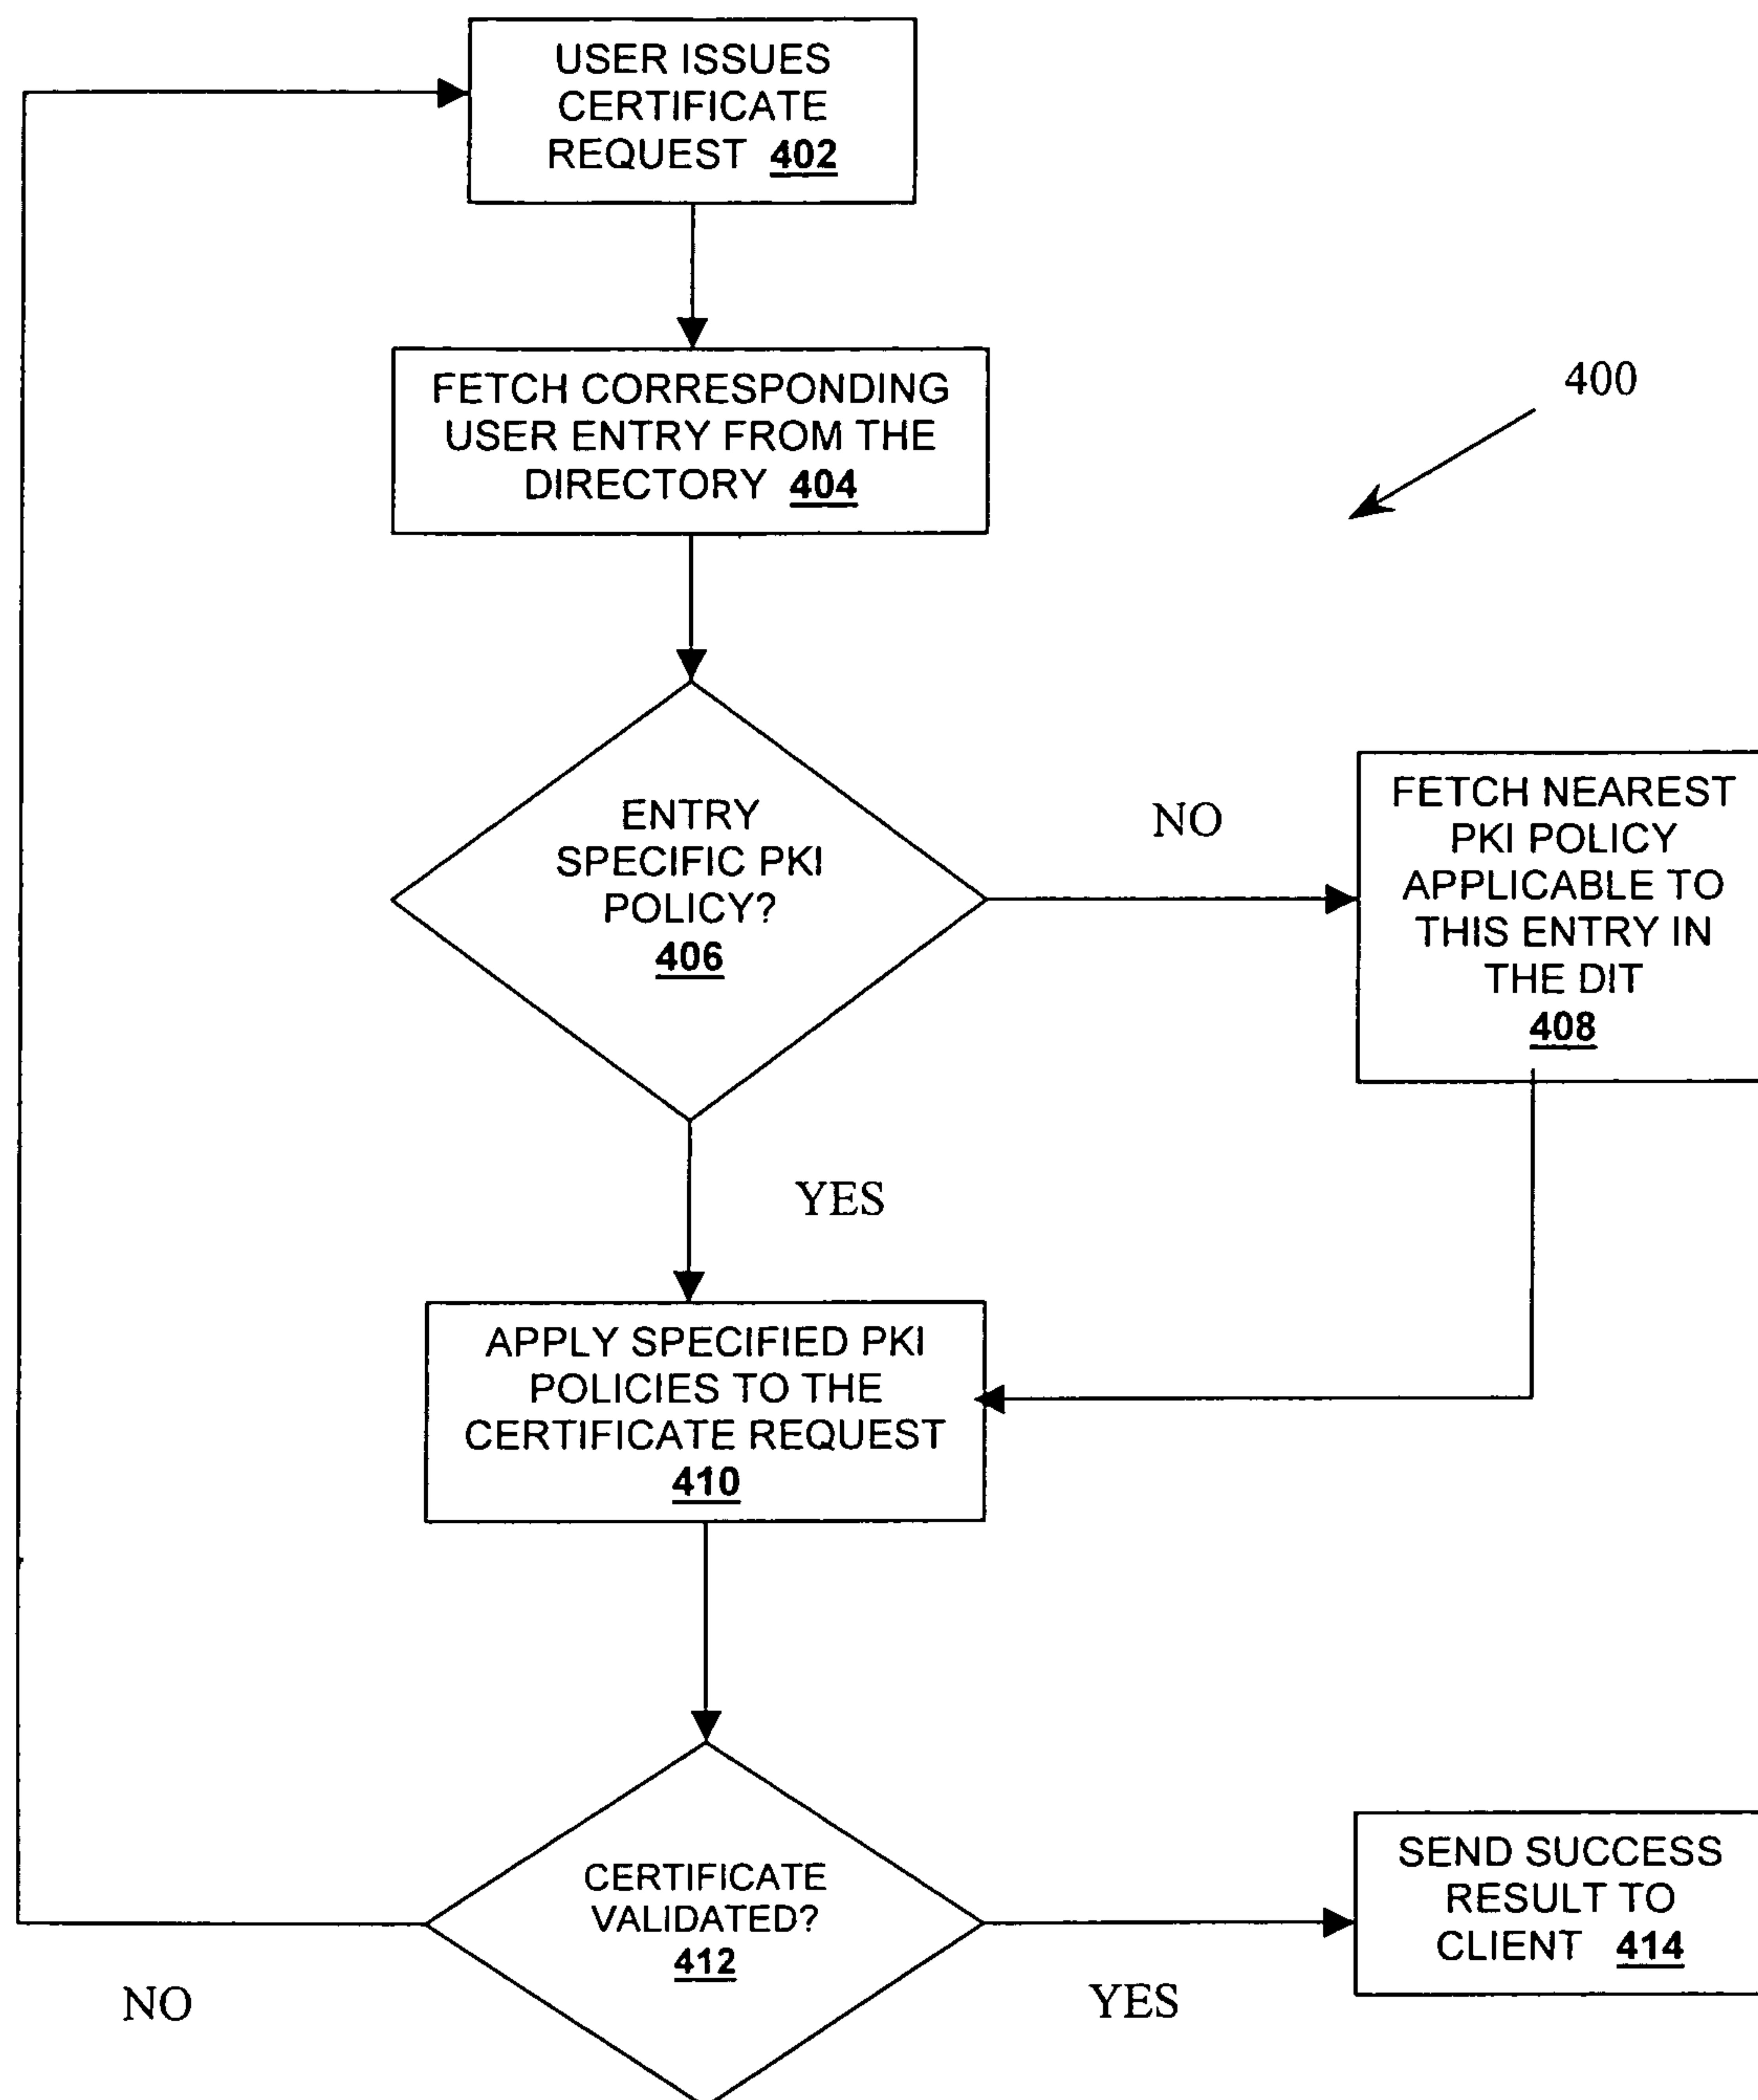 USER ISSUES
CERTIFICATE
REQUEST 402
FETCH CORRESPONDING
USER ENTRY FROM THE
DIRECTORY 404
400
ENTRY
SPECIFIC PKI
POLICY?
406
NO
FETCH NEAREST
PKI POLICY
APPLICABLE TO
THIS ENTRY IN
THE DIT
408
YES
APPLY SPECIFIED PKI
POLICIES TO THE
CERTIFICATE REQUEST
410
CERTIFICATE
VALIDATED?
412
NO
YES
SEND SUCCESS
RESULT TO
CLIENT 414